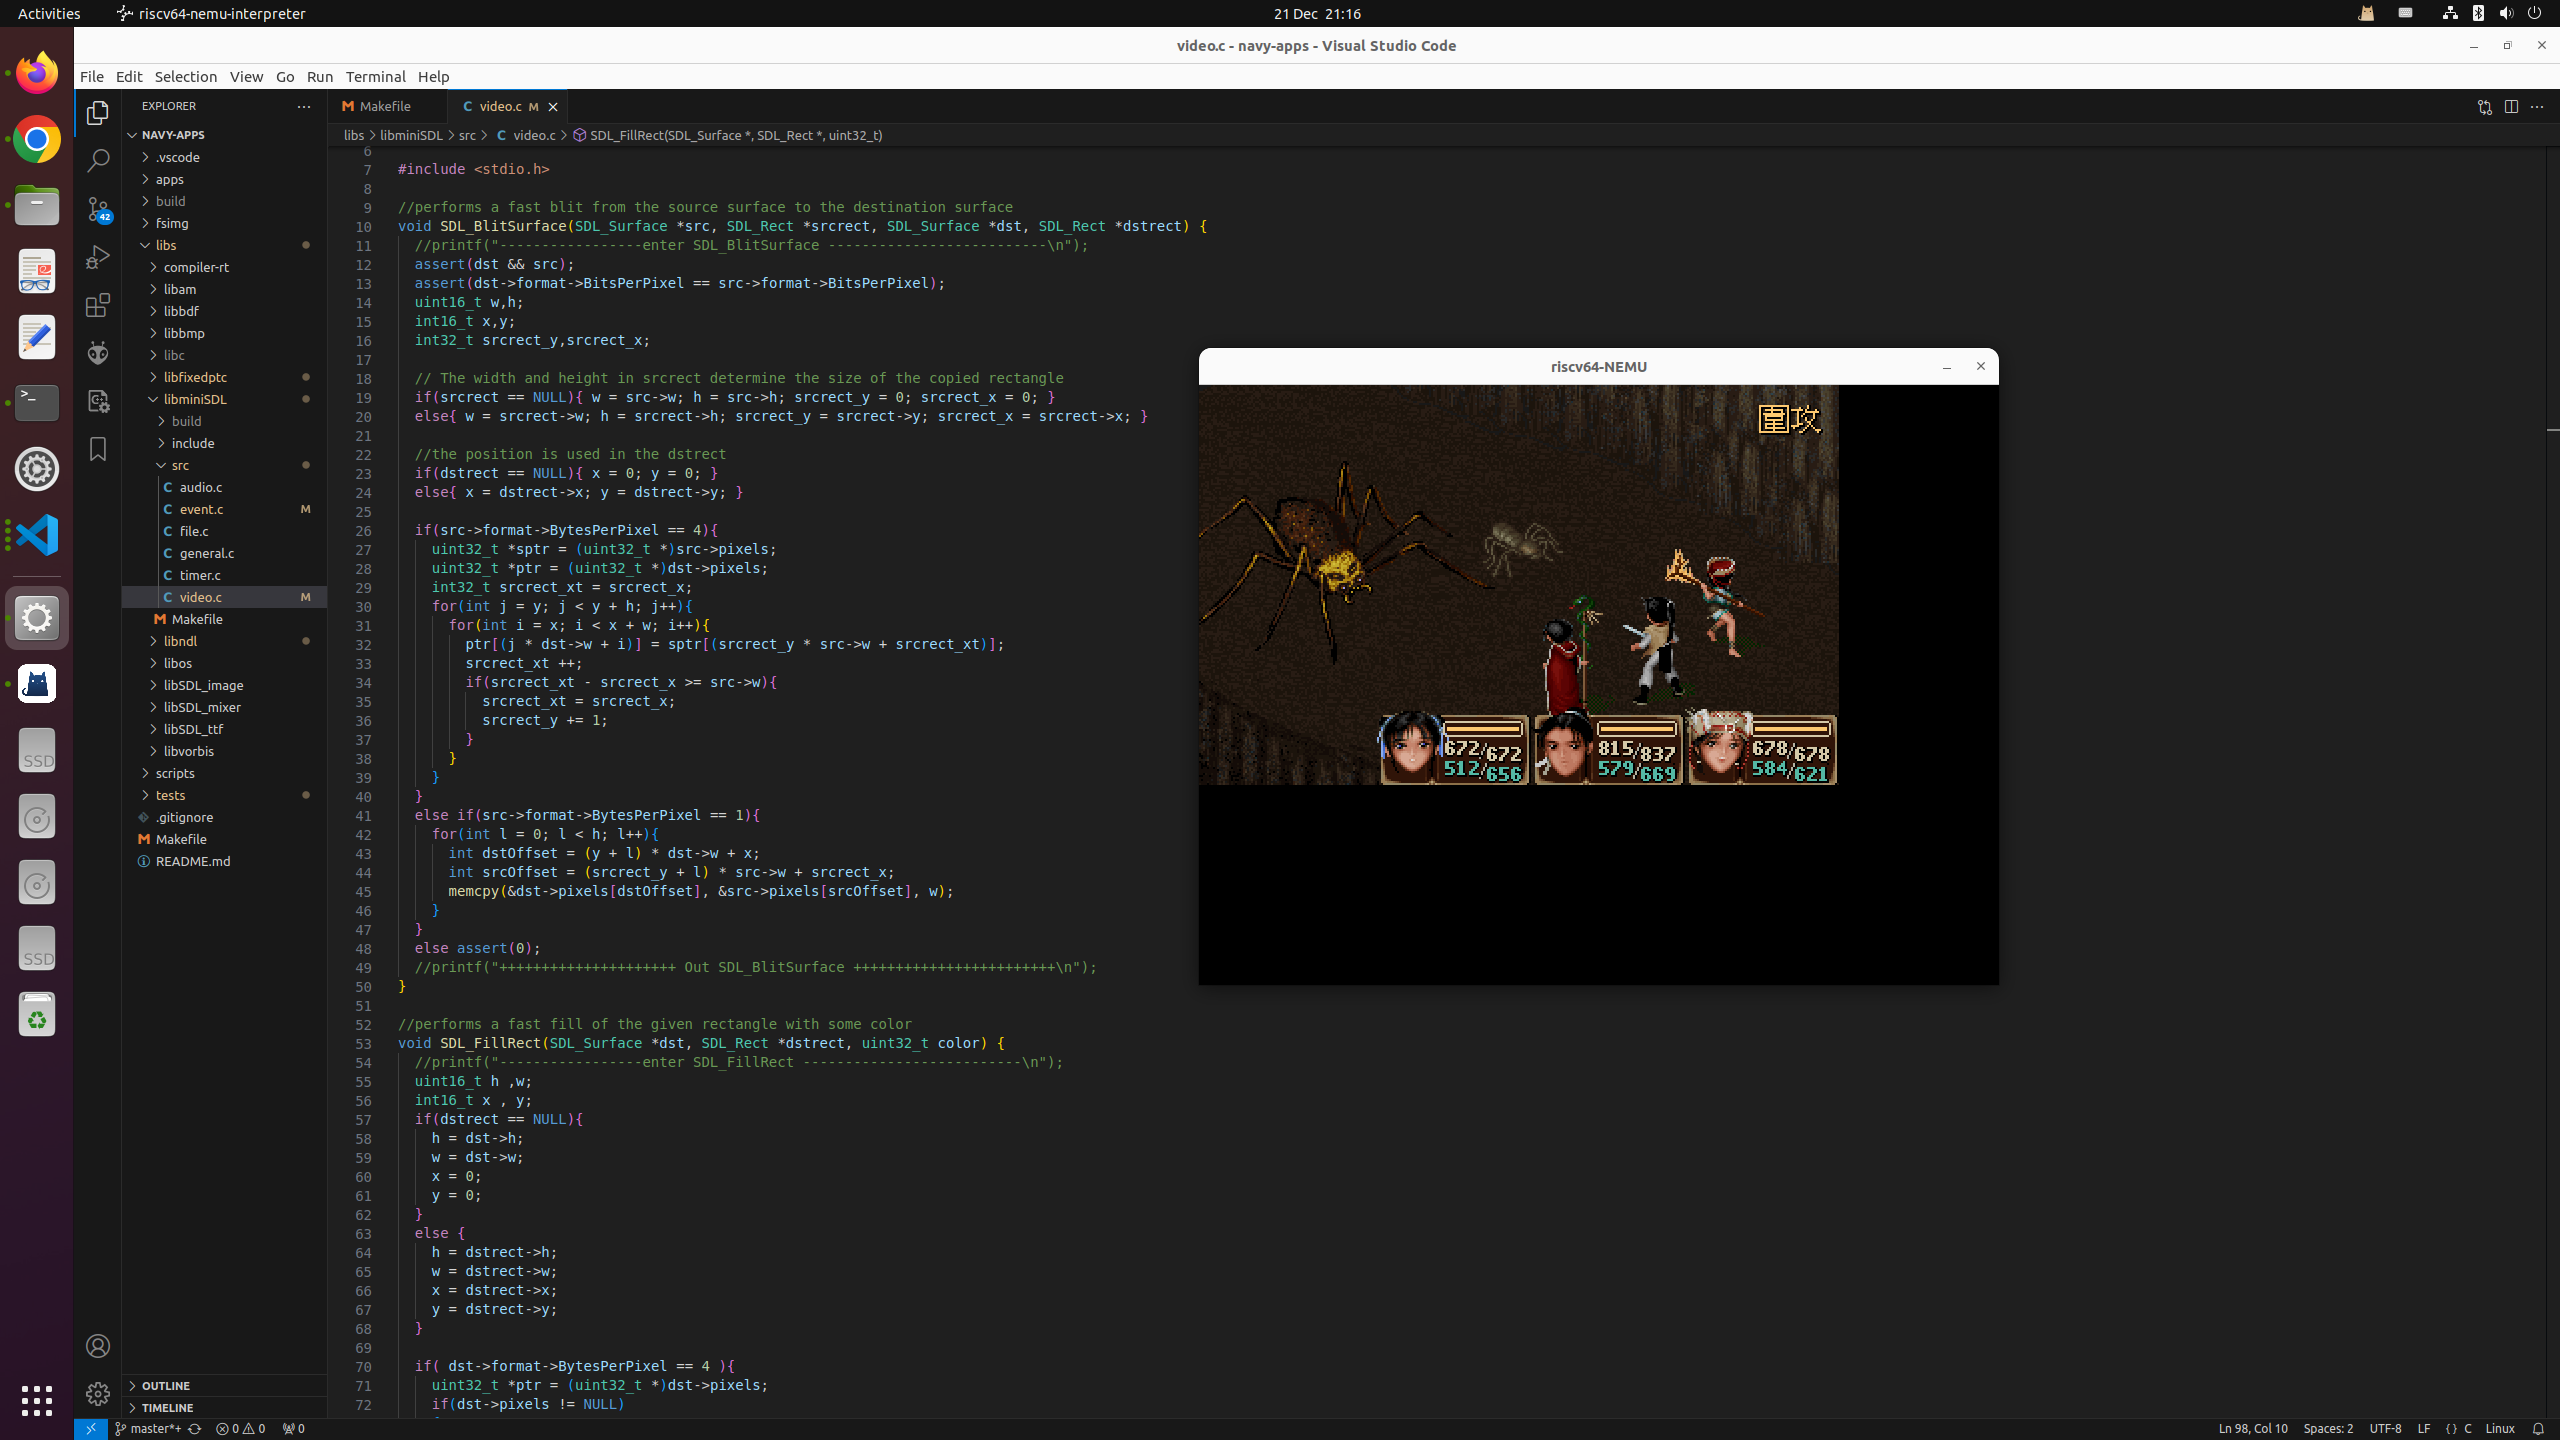 Activities
riscv64-nemu-interpreter
21 Dec 21:16
video.c - navy-apps - Visual Studio Code
File Edit Selection View Go Run Terminal Help
EXPLORER
NAVY-APPS
.vscode
apps
build
fsimg
libs
compiler-rt
libam
libbdf
libbmp
libc
libfixedptc
libminiSDL
build
include
src
audio.c
event.c M
file.c
general.c
timer.c
video.c M
Makefile
libndl
libos
libSDL_image
libSDL_mixer
libSDL_ttf
libvorbis
scripts
tests
.gitignore
Makefile
README.md
OUTLINE
TIMELINE
42
SSD
SSD
Makefile
video.c M
libs > libminiSDL > src > video.c > SDL_FillRect(SDL_Surface *, SDL_Rect *, uint32_t)
6
7 #include <stdio.h>
8
9 //performs a fast blit from the source surface to the destination surface
10 void SDL_BlitSurface(SDL_Surface *src, SDL_Rect *srcrect, SDL_Surface *dst, SDL_Rect *dstrect) {
11 //printf("-----------------enter SDL_BlitSurface --------------------------\n");
12 assert(dst && src);
13 assert(dst->format->BitsPerPixel == src->format->BitsPerPixel);
14 uint16_t w,h;
15 int16_t x,y;
16 int32_t srcrect_y,srcrect_x;
17
18 // The width and height in srcrect determine the size of the copied rectangle
19 if(srcrect == NULL){ w = src->w; h = src->h; srcrect_y = 0; srcrect_x = 0; }
20 else{ w = srcrect->w; h = srcrect->h; srcrect_y = srcrect->y; srcrect_x = srcrect->x; }
21
22 //the position is used in the dstrect
23 if(dstrect == NULL){ x = 0; y = 0; }
24 else{ x = dstrect->x; y = dstrect->y; }
25
26 if(src->format->BytesPerPixel == 4){
27 uint32_t *sptr = (uint32_t *)src->pixels;
28 uint32_t *ptr = (uint32_t *)dst->pixels;
29 int32_t srcrect_xt = srcrect_x;
30 for(int j = y; j < y + h; j++){
31 for(int i = x; i < x + w; i++){
32 ptr[(j * dst->w + i)] = sptr[(srcrect_y * src->w + srcrect_xt)];
33 srcrect_xt ++;
34 if(srcrect_xt - srcrect_x >= src->w){
35 srcrect_xt = srcrect_x;
36 srcrect_y += 1;
37 }
38 }
39 }
40 }
41 else if(src->format->BytesPerPixel == 1){
42 for(int l = 0; l < h; l++){
43 int dstOffset = (y + l) * dst->w + x;
44 int srcOffset = (srcrect_y + l) * src->w + srcrect_x;
45 memcpy(&dst->pixels[dstOffset], &src->pixels[srcOffset], w);
46 }
47 }
48 else assert(0);
49 //printf("+++++++++++++++++++++ Out SDL_BlitSurface ++++++++++++++++++++++++\n");
50 }
51
52 //performs a fast fill of the given rectangle with some color
53 void SDL_FillRect(SDL_Surface *dst, SDL_Rect *dstrect, uint32_t color) {
54 //printf("-----------------enter SDL_FillRect --------------------------\n");
55 uint16_t h ,w;
56 int16_t x , y;
57 if(dstrect == NULL){
58 h = dst->h;
59 w = dst->w;
60 x = 0;
61 y = 0;
62 }
63 else {
64 h = dstrect->h;
65 w = dstrect->w;
66 x = dstrect->x;
67 y = dstrect->y;
68 }
69
70 if( dst->format->BytesPerPixel == 4 ){
71 uint32_t *ptr = (uint32_t *)dst->pixels;
72 if(dst->pixels != NULL)
riscv64-NEMU
圍攻
672/672
512/656
815/837
579/669
678/678
584/621
master*+ 0 0 0
Ln 98, Col 10 Spaces: 2 UTF-8 LF {} C Linux